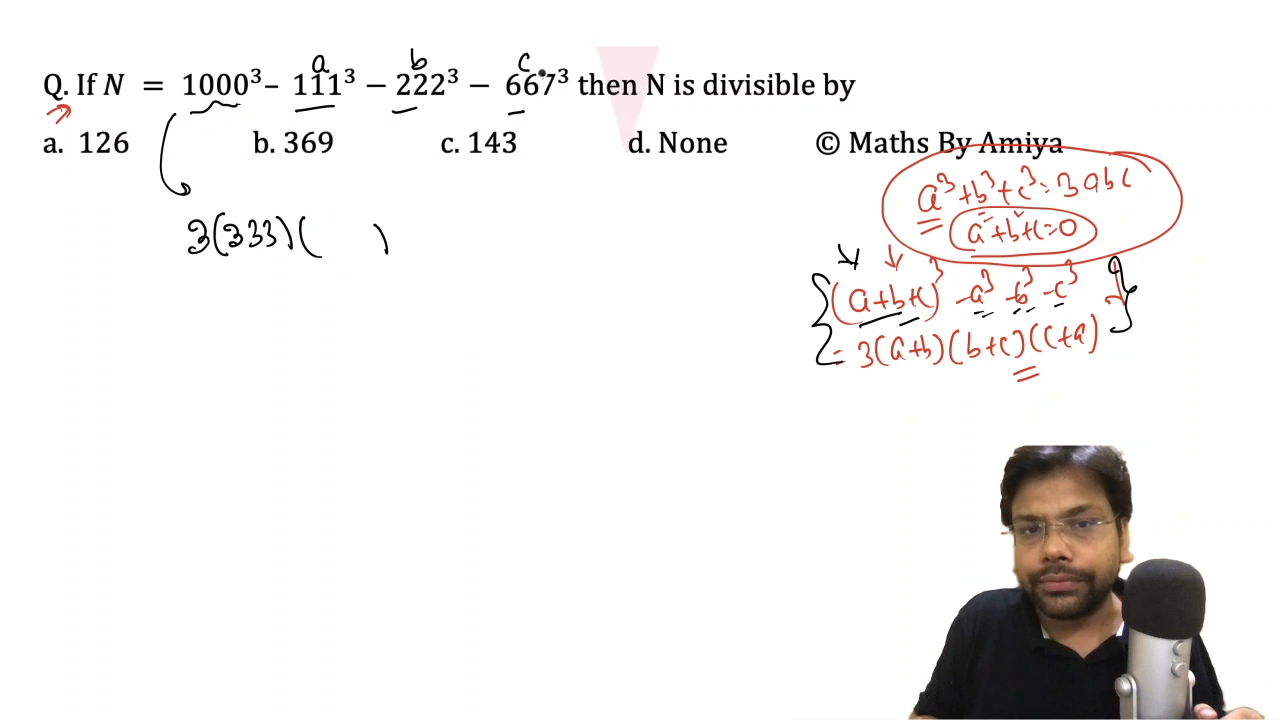 Q. If N = 1000³– 111³ – 222³ – 667³ then N is divisible by
a b c
a. 126 b. 369 c. 143 d. None © Maths By Amiya
a³+b³+c³=3abc
a+b+c=0
3(333)( )
(a+b+c)³ -a³ -b³ -c³
= 3(a+b)(b+c)(c+a)